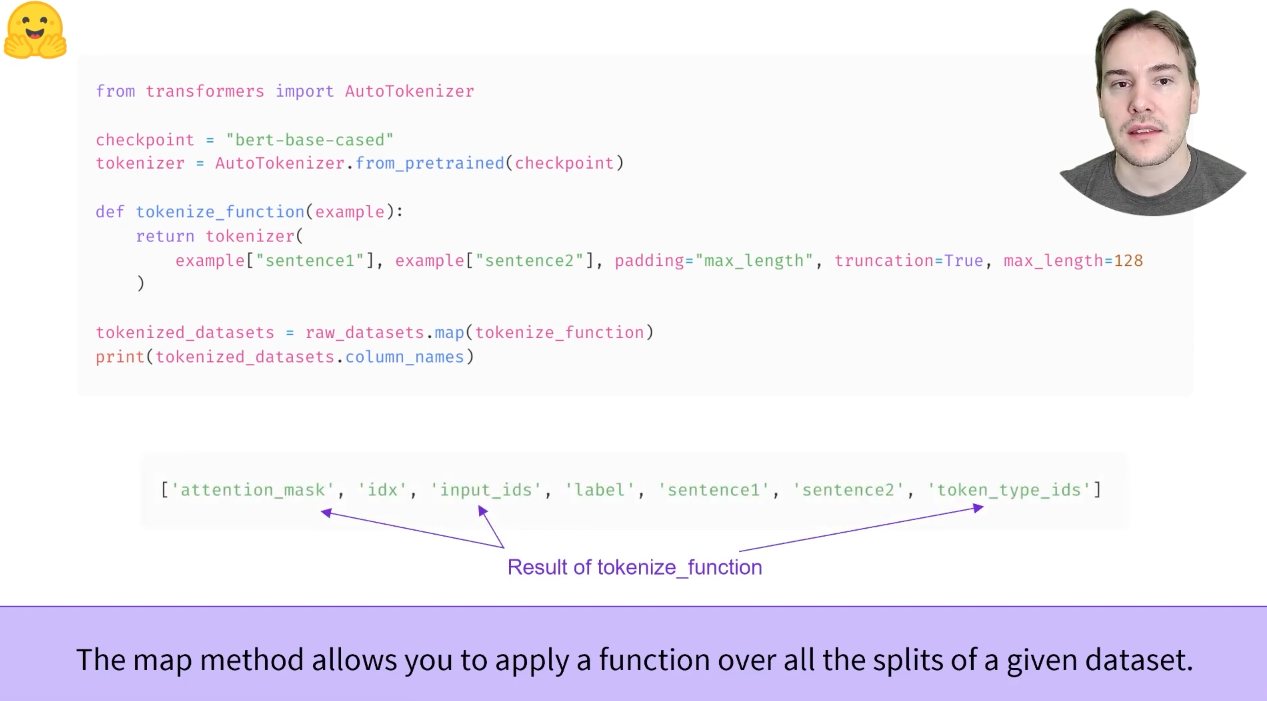 from transformers import AutoTokenizer
checkpoint = "bert-base-cased"
tokenizer = AutoTokenizer.from_pretrained(checkpoint)
def tokenize_function(example):
    return tokenizer(
        example["sentence1"], example["sentence2"], padding="max_length", truncation=True, max_length=128
    )
tokenized_datasets = raw_datasets.map(tokenize_function)
print(tokenized_datasets.column_names)
['attention_mask', 'idx', 'input_ids', 'label', 'sentence1', 'sentence2', 'token_type_ids']
Result of tokenize_function
The map method allows you to apply a function over all the splits of a given dataset.